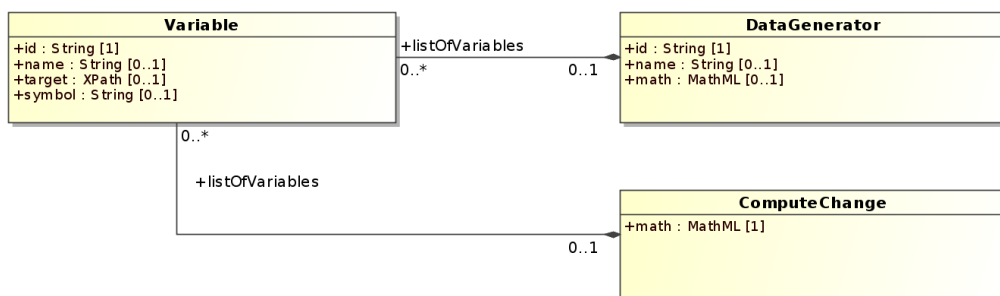 Variable
+id : String [1]
+name : String [0..1]
+target : XPath [0..1]
+symbol : String [0..1]
+listOfVariables
0..*
0..1
DataGenerator
+id : String [1]
+name : String [0..1]
+math : MathML [0..1]
0..*
+listOfVariables
0..1
ComputeChange
+math : MathML [1]